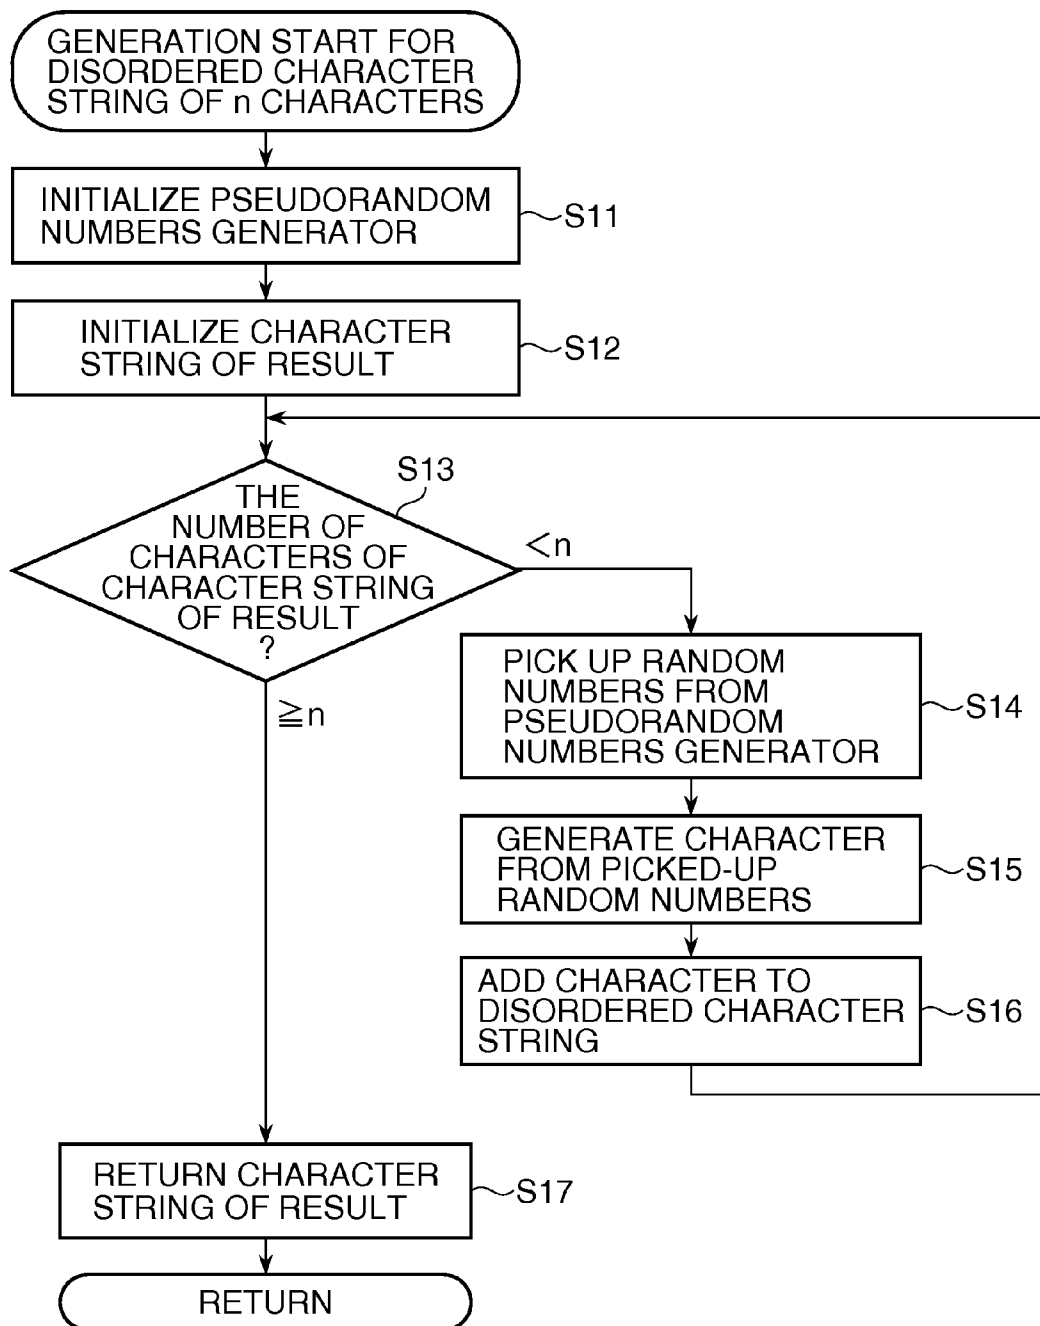 GENERATION START FOR
DISORDERED CHARACTER
STRING OF n CHARACTERS
INITIALIZE PSEUDORANDOM
NUMBERS GENERATOR
S11
INITIALIZE CHARACTER
STRING OF RESULT
S12
S13
THE
NUMBER OF
CHARACTERS OF
CHARACTER STRING
OF RESULT
?
<n
≧n
PICK UP RANDOM
NUMBERS FROM
PSEUDORANDOM
NUMBERS GENERATOR
S14
GENERATE CHARACTER
FROM PICKED-UP
RANDOM NUMBERS
S15
ADD CHARACTER TO
DISORDERED CHARACTER
STRING
S16
RETURN CHARACTER
STRING OF RESULT
S17
RETURN